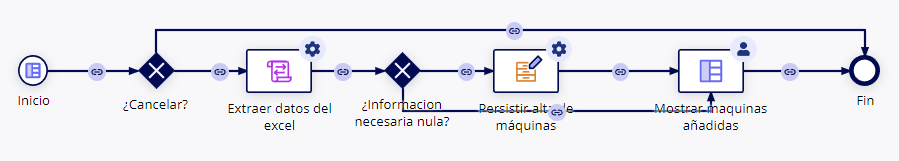 Inicio
¿Cancelar?
Extraer datos del
excel
¿Informacion
necesaria nula?
Persistir alta de
máquinas
Mostrar maquinas
añadidas
Fin